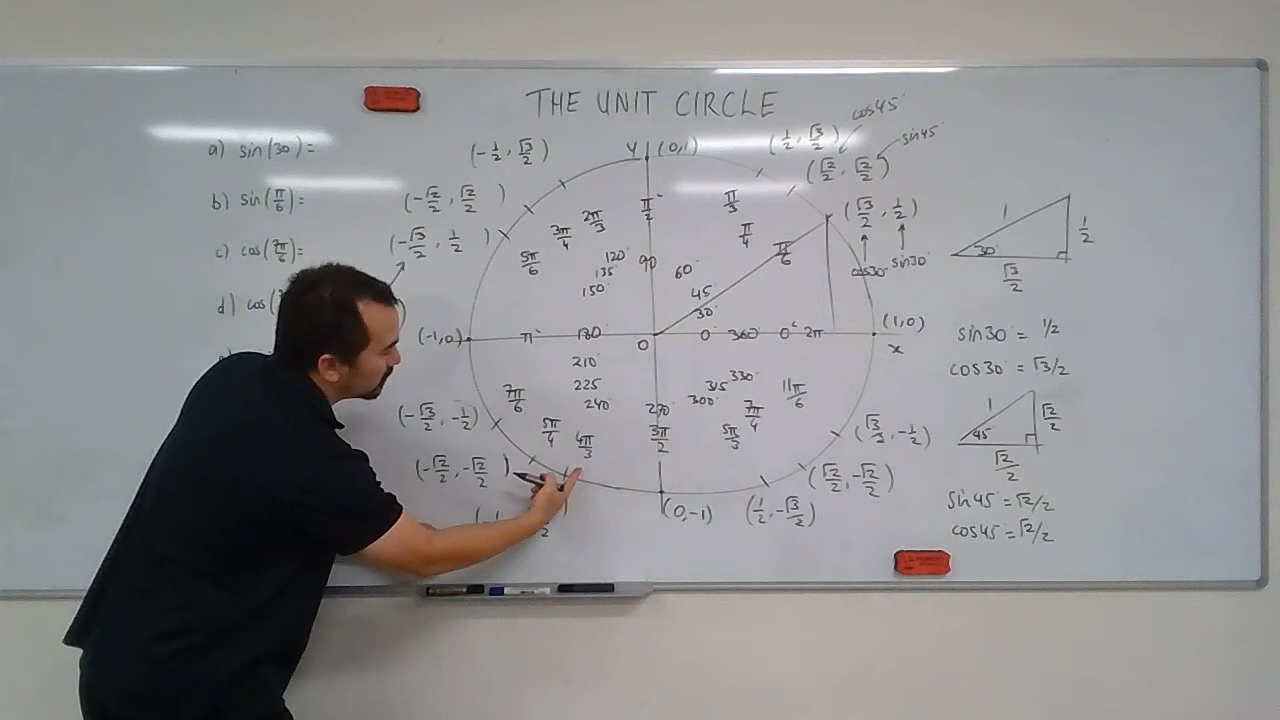 THE UNIT CIRCLE
a) sin(30°)=
b) sin(π/6)=
c) cos(7π/6)=
d) cos(
(-1/2, √3/2)
(-√2/2, √2/2)
(-√3/2, 1/2)
(-1,0)
(-√3/2, -1/2)
(-√2/2, -√2/2)
y
(0,1)
(1/2, √3/2)
cos45°
(√2/2, √2/2)
sin45°
(√3/2, 1/2)
cos30° sin30°
(1,0)
x
(√3/3, -1/2)
(√2/2, -√2/2)
(1/2, -√3/2)
(0,-1)
π/2
π/3
π/4
π/6
2π/3
3π/4
5π/6
120°
135°
150°
90
60°
45
30°
π 180 0 0° 360 0ᶜ 2π
210°
225
240°
270°
300°
315
330°
7π/6
5π/4
4π/3
3π/2
5π/3
7π/4
11π/6
1
30°
1/2
√3/2
sin30° = 1/2
cos30° = √3/2
1
45°
√2/2
√2/2
sin45° = √2/2
cos45° = √2/2